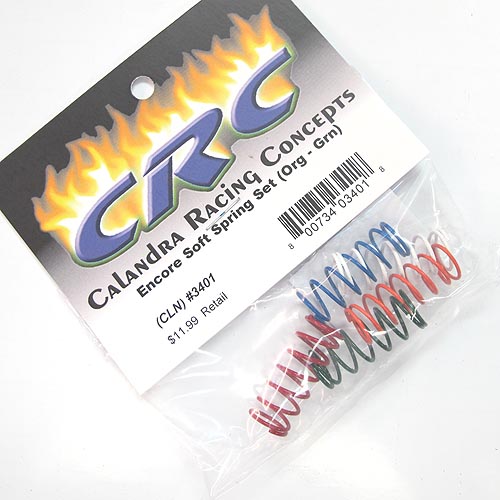 CRC
Calandra Racing Concepts
Encore Soft Spring Set (Org - Grn)
(CLN) #3401
$11.99 Retail
8 00734 03401 8